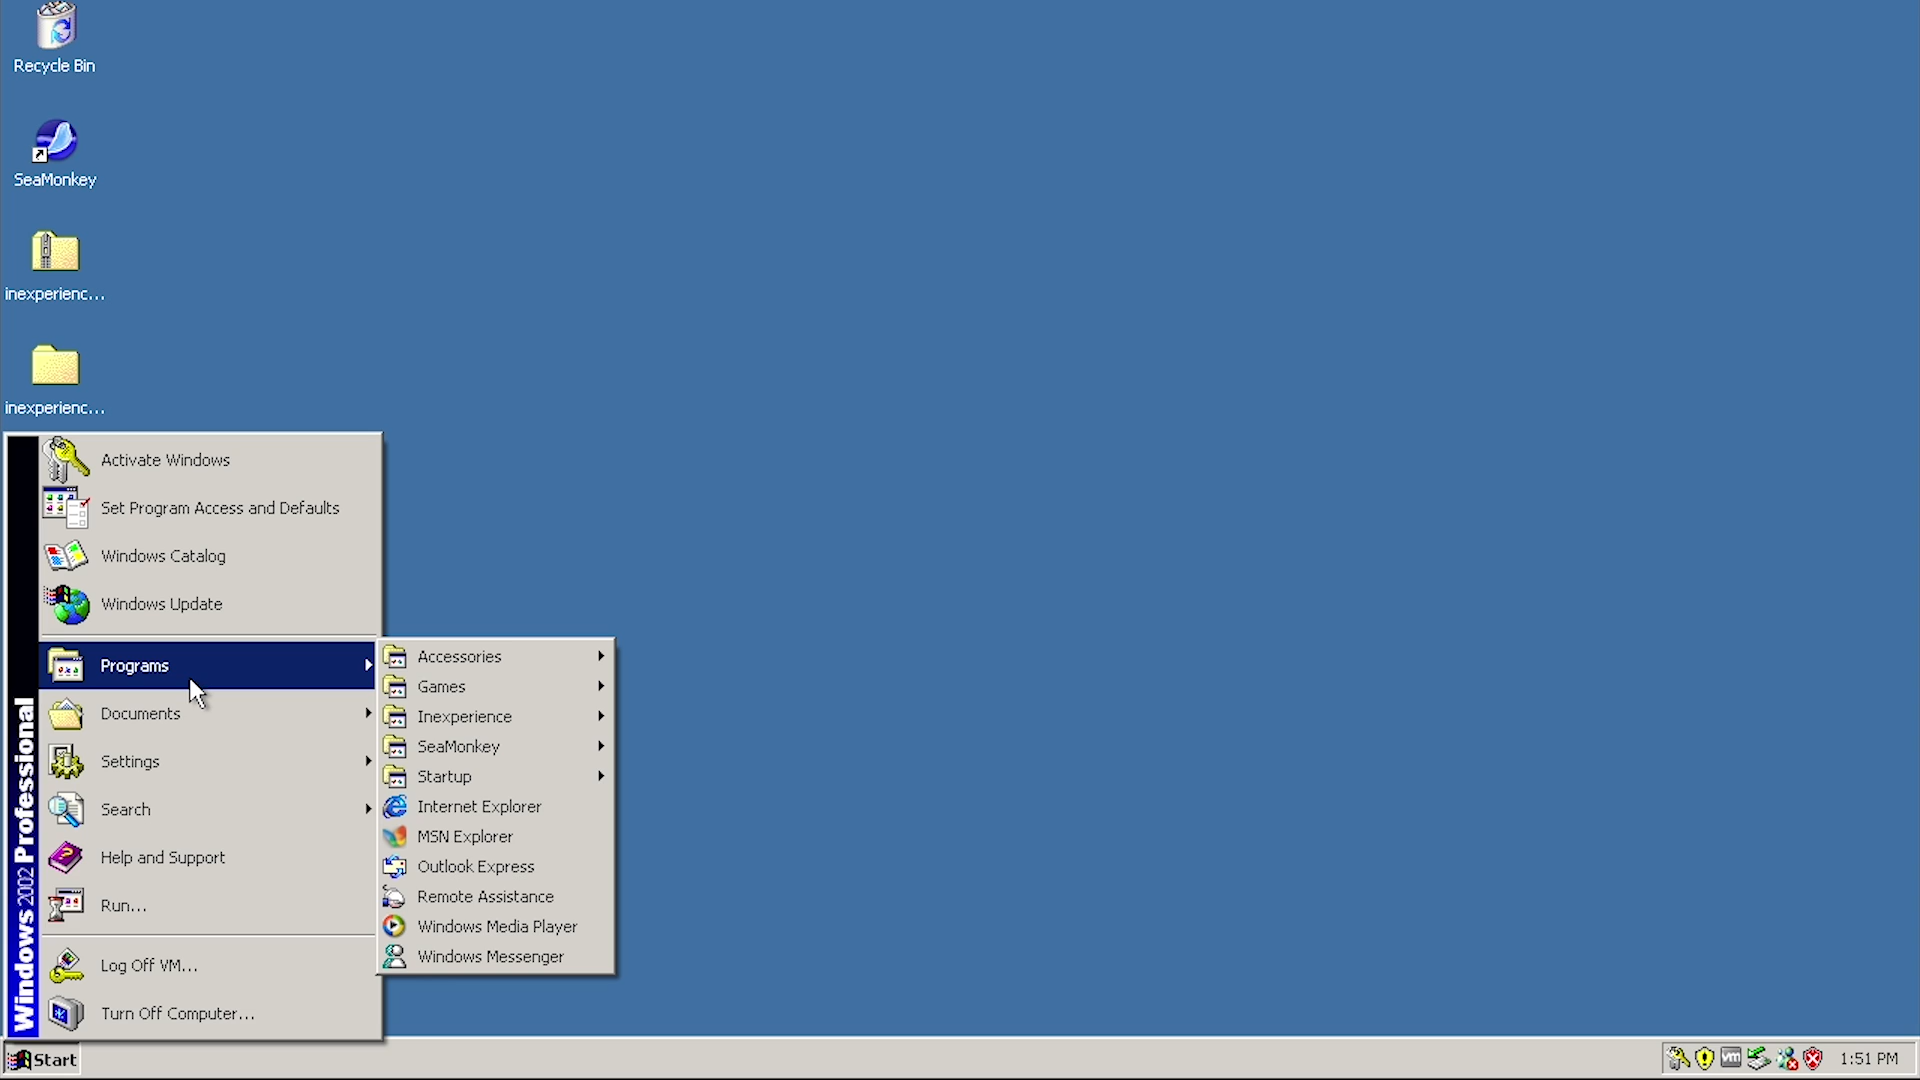 Recycle Bin
SeaMonkey
inexperienc...
inexperienc...
Activate Windows
Set Program Access and Defaults
Windows Catalog
Windows Update
Programs
Documents
Settings
Search
Help and Support
Run...
Log Off VM...
Turn Off Computer...
Windows 2002 Professional
Accessories
Games
Inexperience
SeaMonkey
Startup
Internet Explorer
MSN Explorer
Outlook Express
Remote Assistance
Windows Media Player
Windows Messenger
Start
vm
1:51 PM